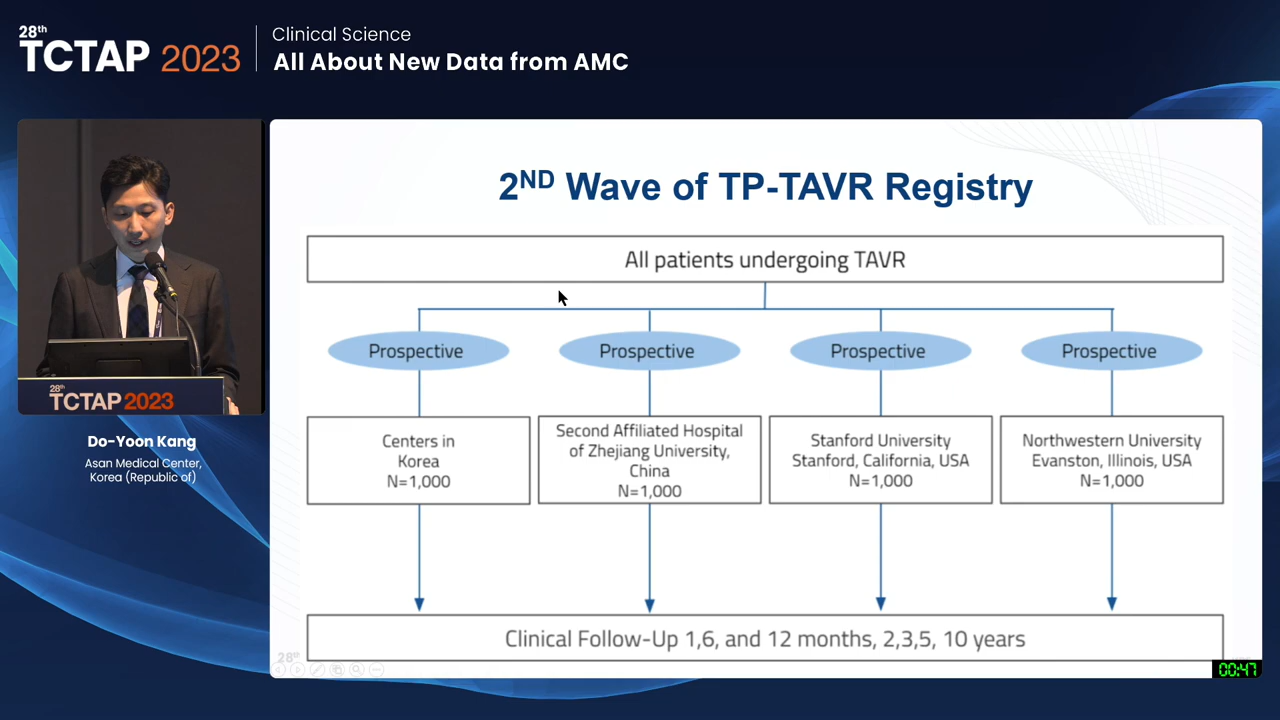 28th
TCTAP 2023
Clinical Science
All About New Data from AMC
28th
TCTAP 2023
Do-Yoon Kang
Asan Medical Center,
Korea (Republic of)
2ND Wave of TP-TAVR Registry
All patients undergoing TAVR
Prospective
Prospective
Prospective
Prospective
Centers in
Korea
N=1,000
Second Affiliated Hospital
of Zhejiang University,
China
N=1,000
Stanford University
Stanford, California, USA
N=1,000
Northwestern University
Evanston, Illinois, USA
N=1,000
Clinical Follow-Up 1,6, and 12 months, 2,3,5, 10 years
28th
00:47